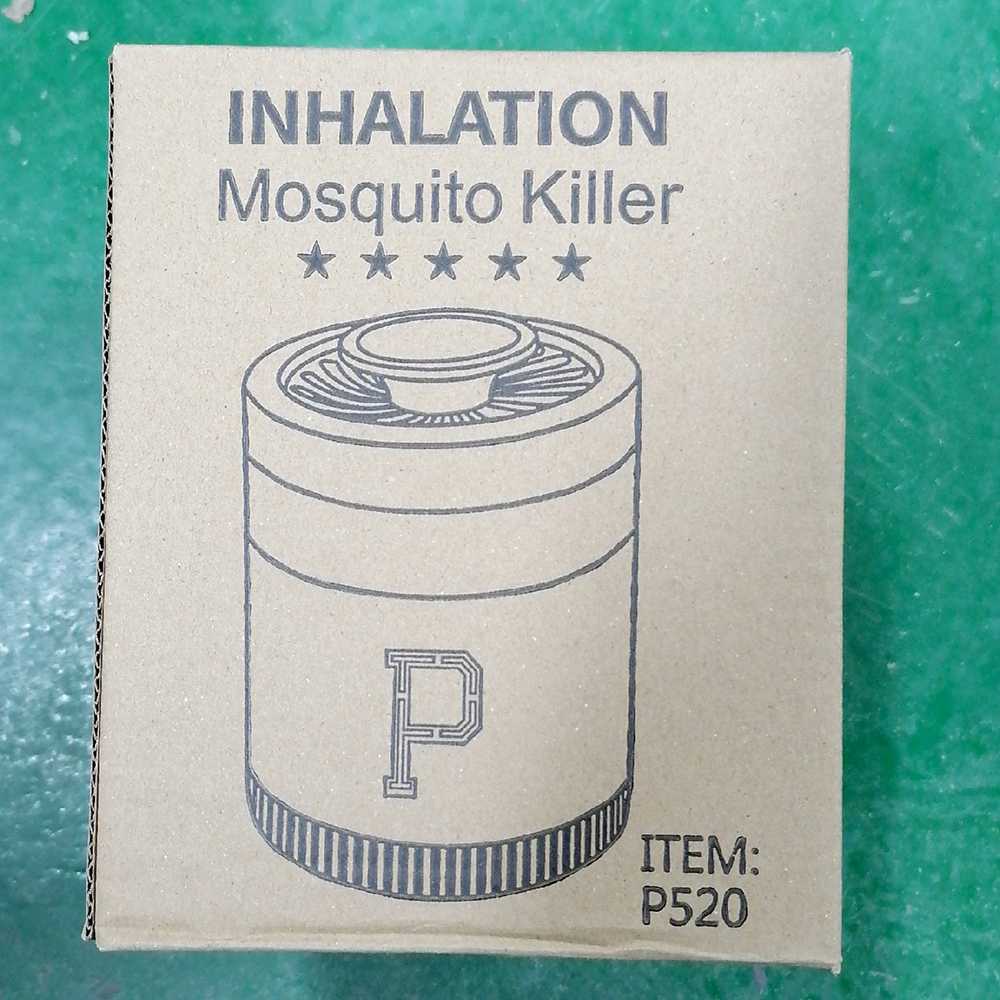 INHALATION
Mosquito Killer
P
ITEM:
P520